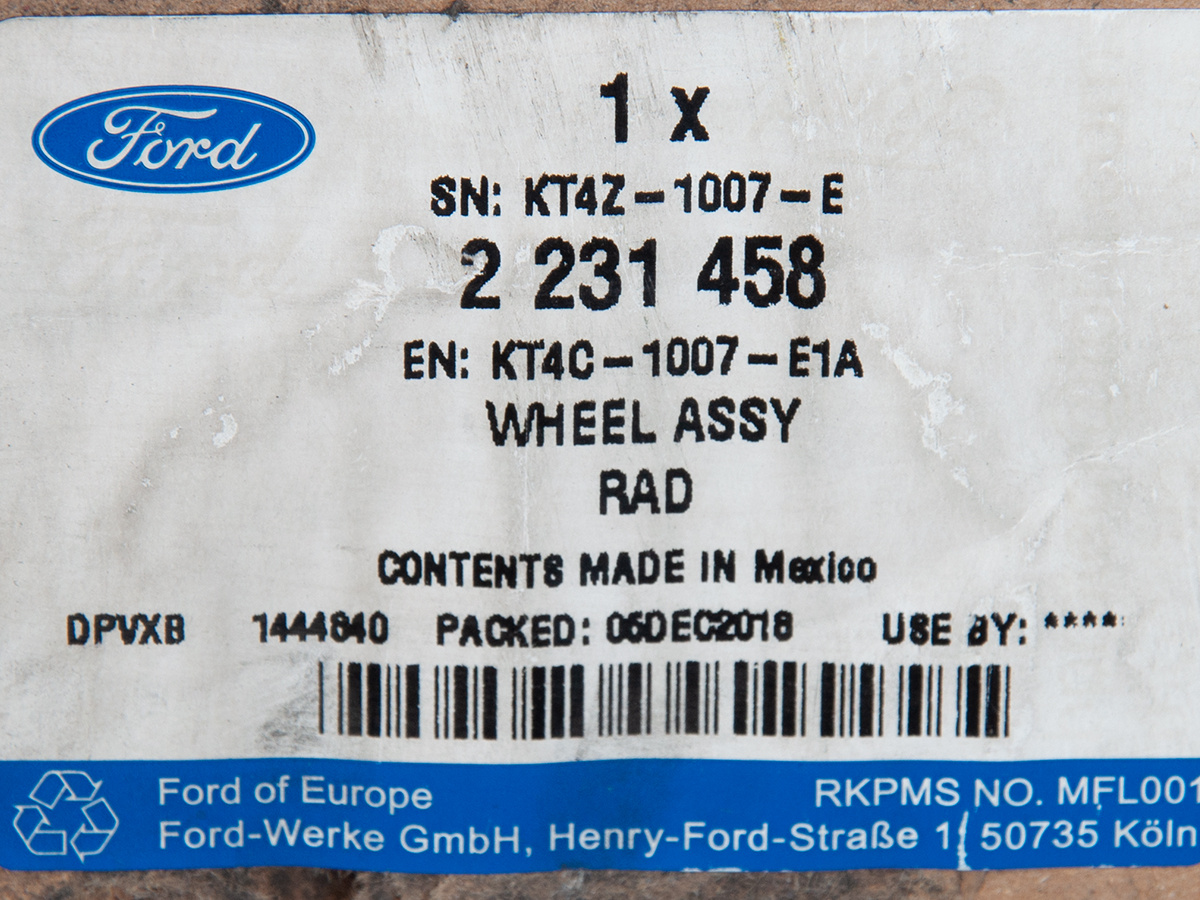 Ford
1 x
SN: KT4Z-1007-E
2 231 458
EN: KT4C-1007-E1A
WHEEL ASSY
RAD
CONTENTS MADE IN Mexico
DPVXB 1444840 PACKED: 06DEC2018 USE BY: ****
Ford of Europe RKPMS NO. MFL001
Ford-Werke GmbH, Henry-Ford-Straße 1, 50735 Köln